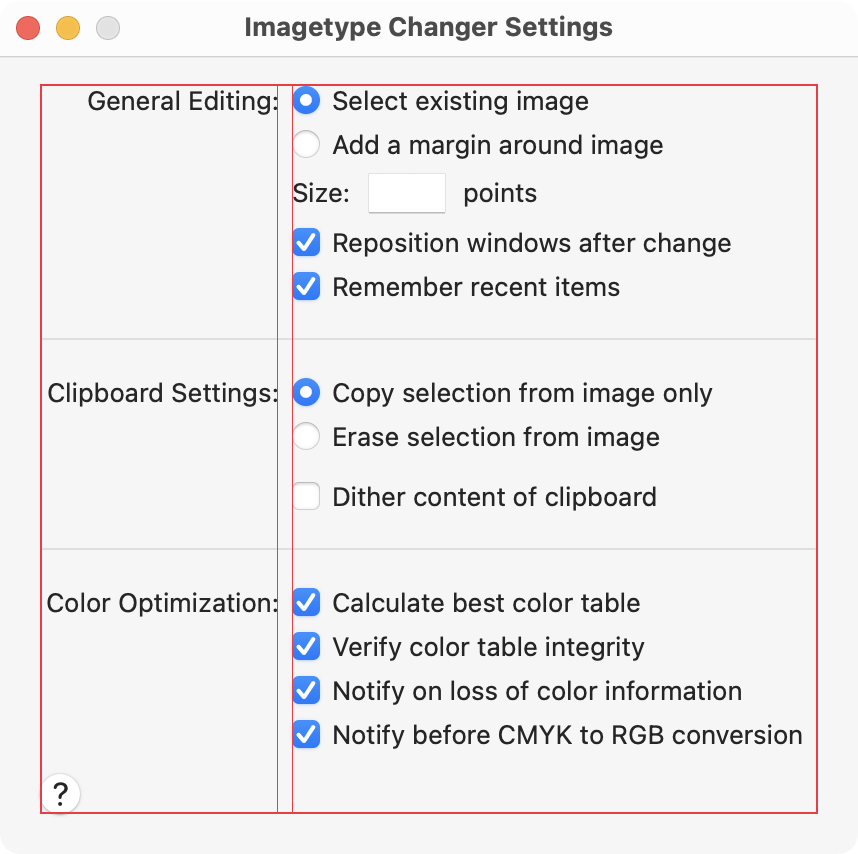 Imagetype Changer Settings
General Editing: Select existing image
Add a margin around image
Size: points
Reposition windows after change
Remember recent items
Clipboard Settings: Copy selection from image only
Erase selection from image
Dither content of clipboard
Color Optimization: Calculate best color table
Verify color table integrity
Notify on loss of color information
Notify before CMYK to RGB conversion
?